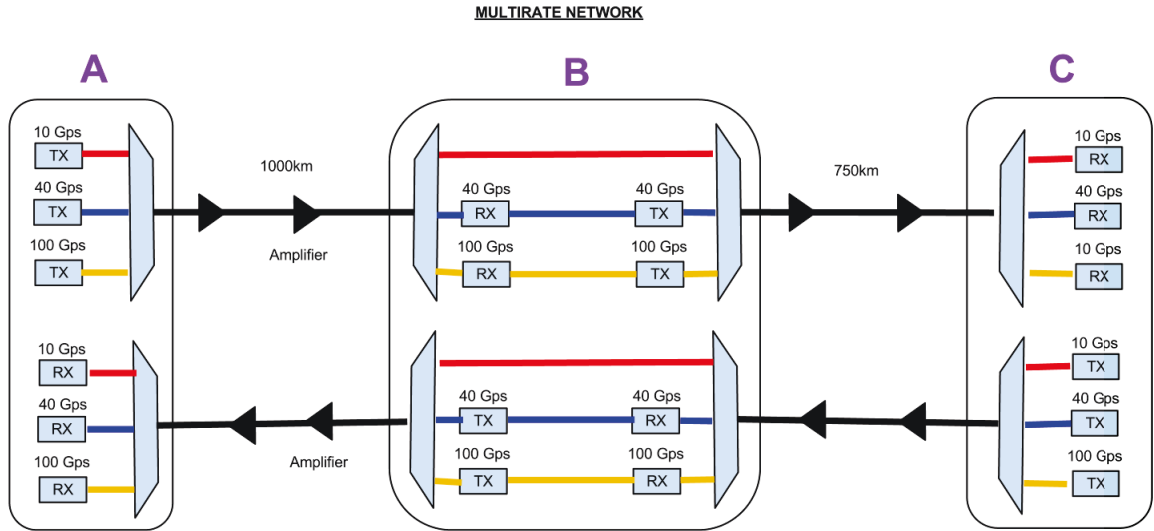 MULTIRATE NETWORK
A
B
C
10 Gps
TX
40 Gps
TX
100 Gps
TX
1000km
Amplifier
40 Gps
RX
40 Gps
TX
100 Gps
RX
100 Gps
TX
750km
10 Gps
RX
40 Gps
RX
10 Gps
RX
10 Gps
RX
40 Gps
RX
100 Gps
RX
Amplifier
40 Gps
TX
40 Gps
RX
100 Gps
TX
100 Gps
RX
10 Gps
TX
40 Gps
TX
100 Gps
TX